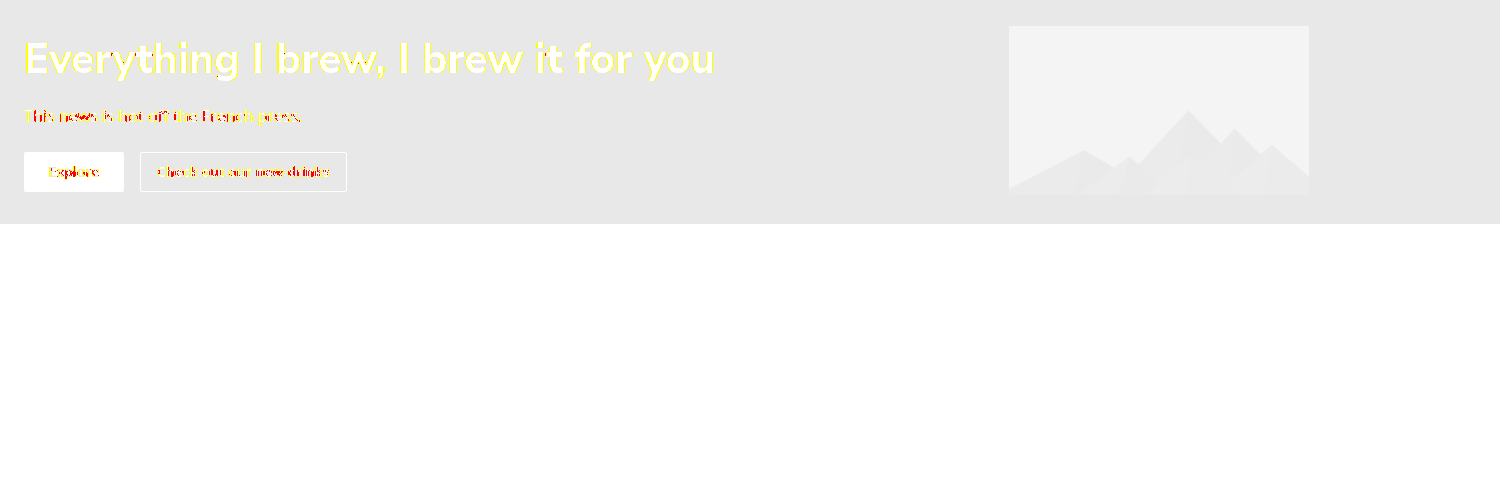 Everything I brew, I brew it for you
This news is hot off the French press.
Explore
Check out our new drinks